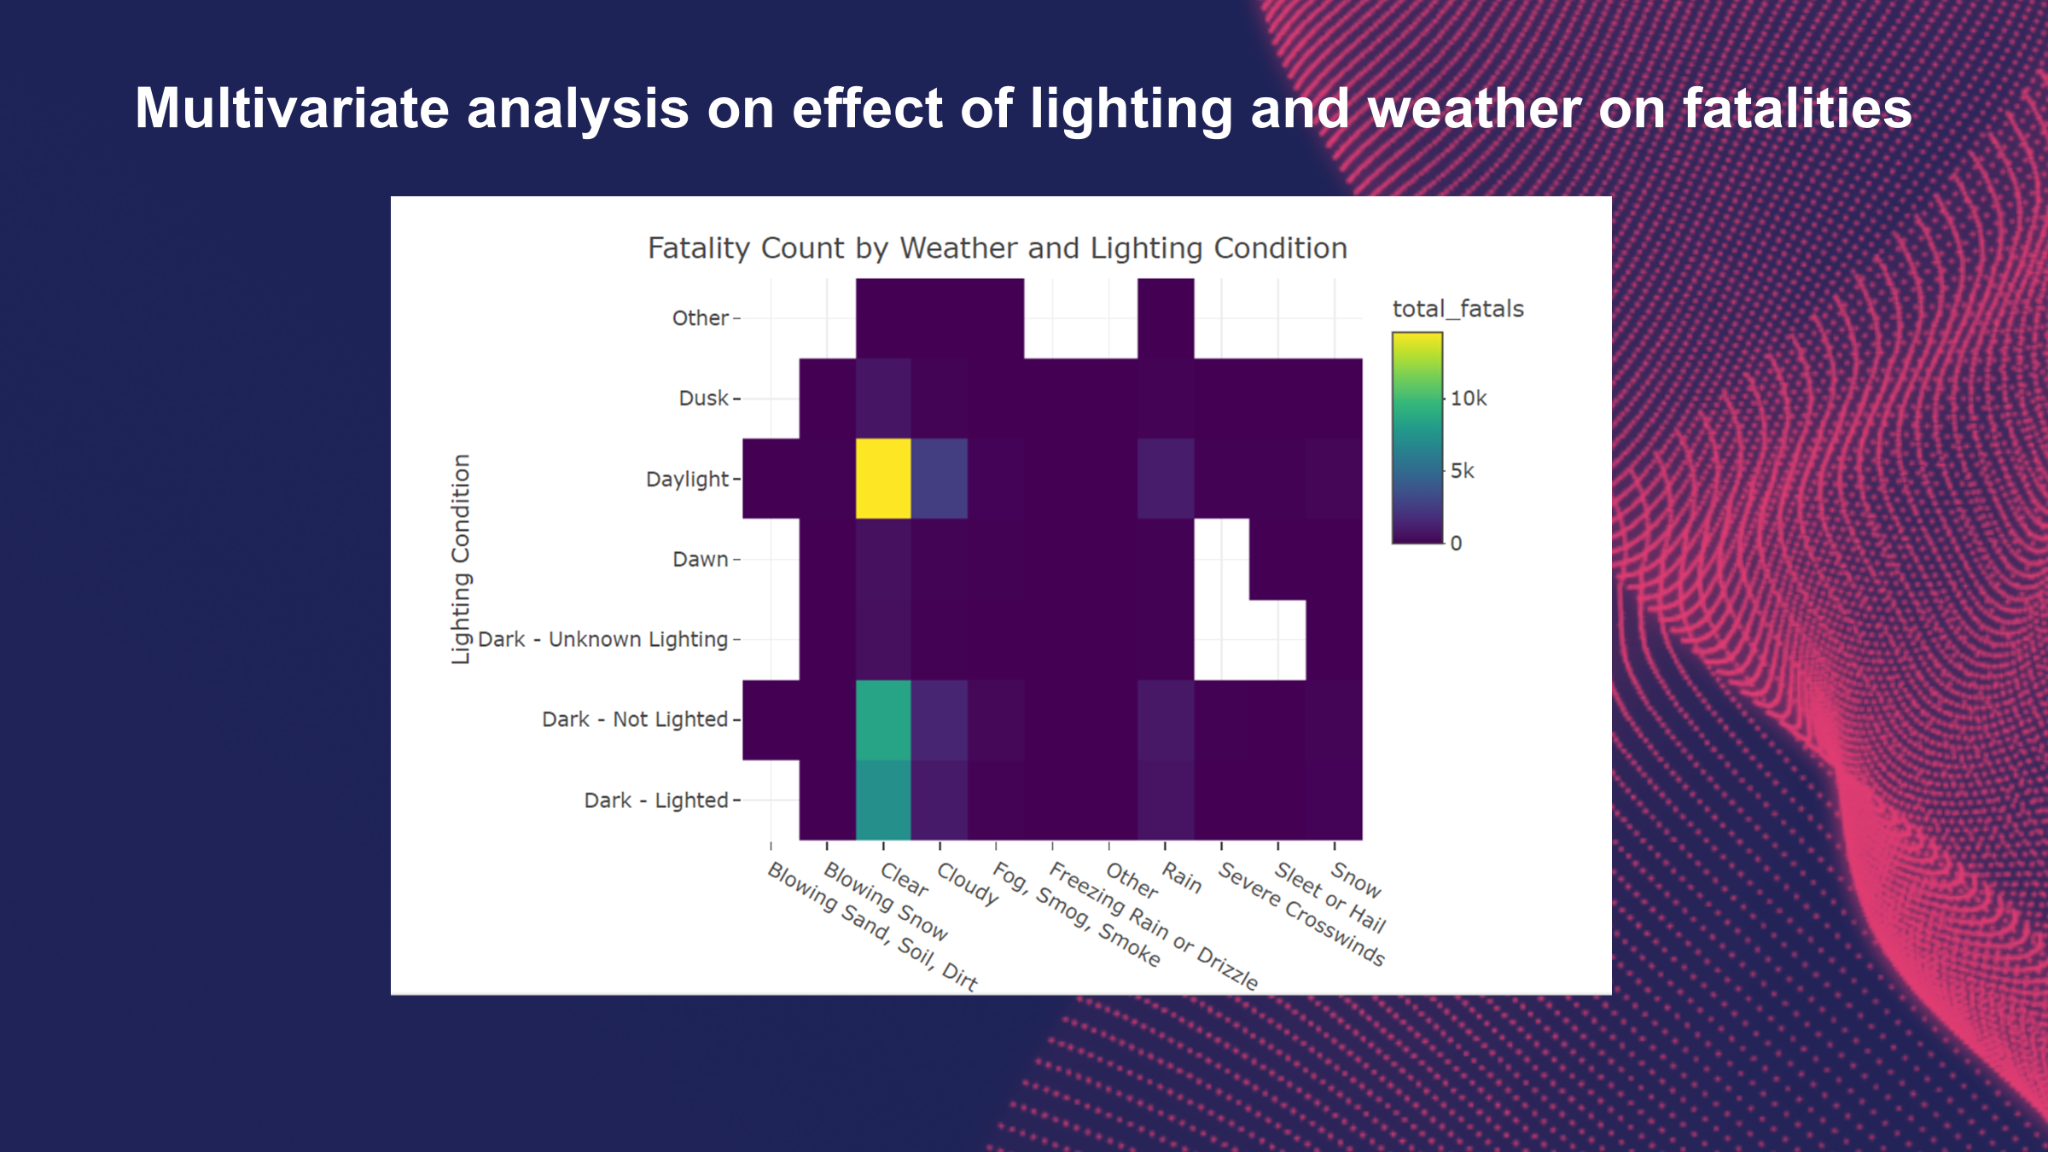 Multivariate analysis on effect of lighting and weather on fatalities
Fatality Count by Weather and Lighting Condition
total_fatals
10k
5k
0
Lighting Condition
Other
Dusk
Daylight
Dawn
Dark - Unknown Lighting
Dark - Not Lighted
Dark - Lighted
Blowing Sand, Soil, Dirt
Blowing Snow
Clear
Cloudy
Fog, Smog, Smoke
Freezing Rain or Drizzle
Other
Rain
Severe Crosswinds
Sleet or Hail
Snow